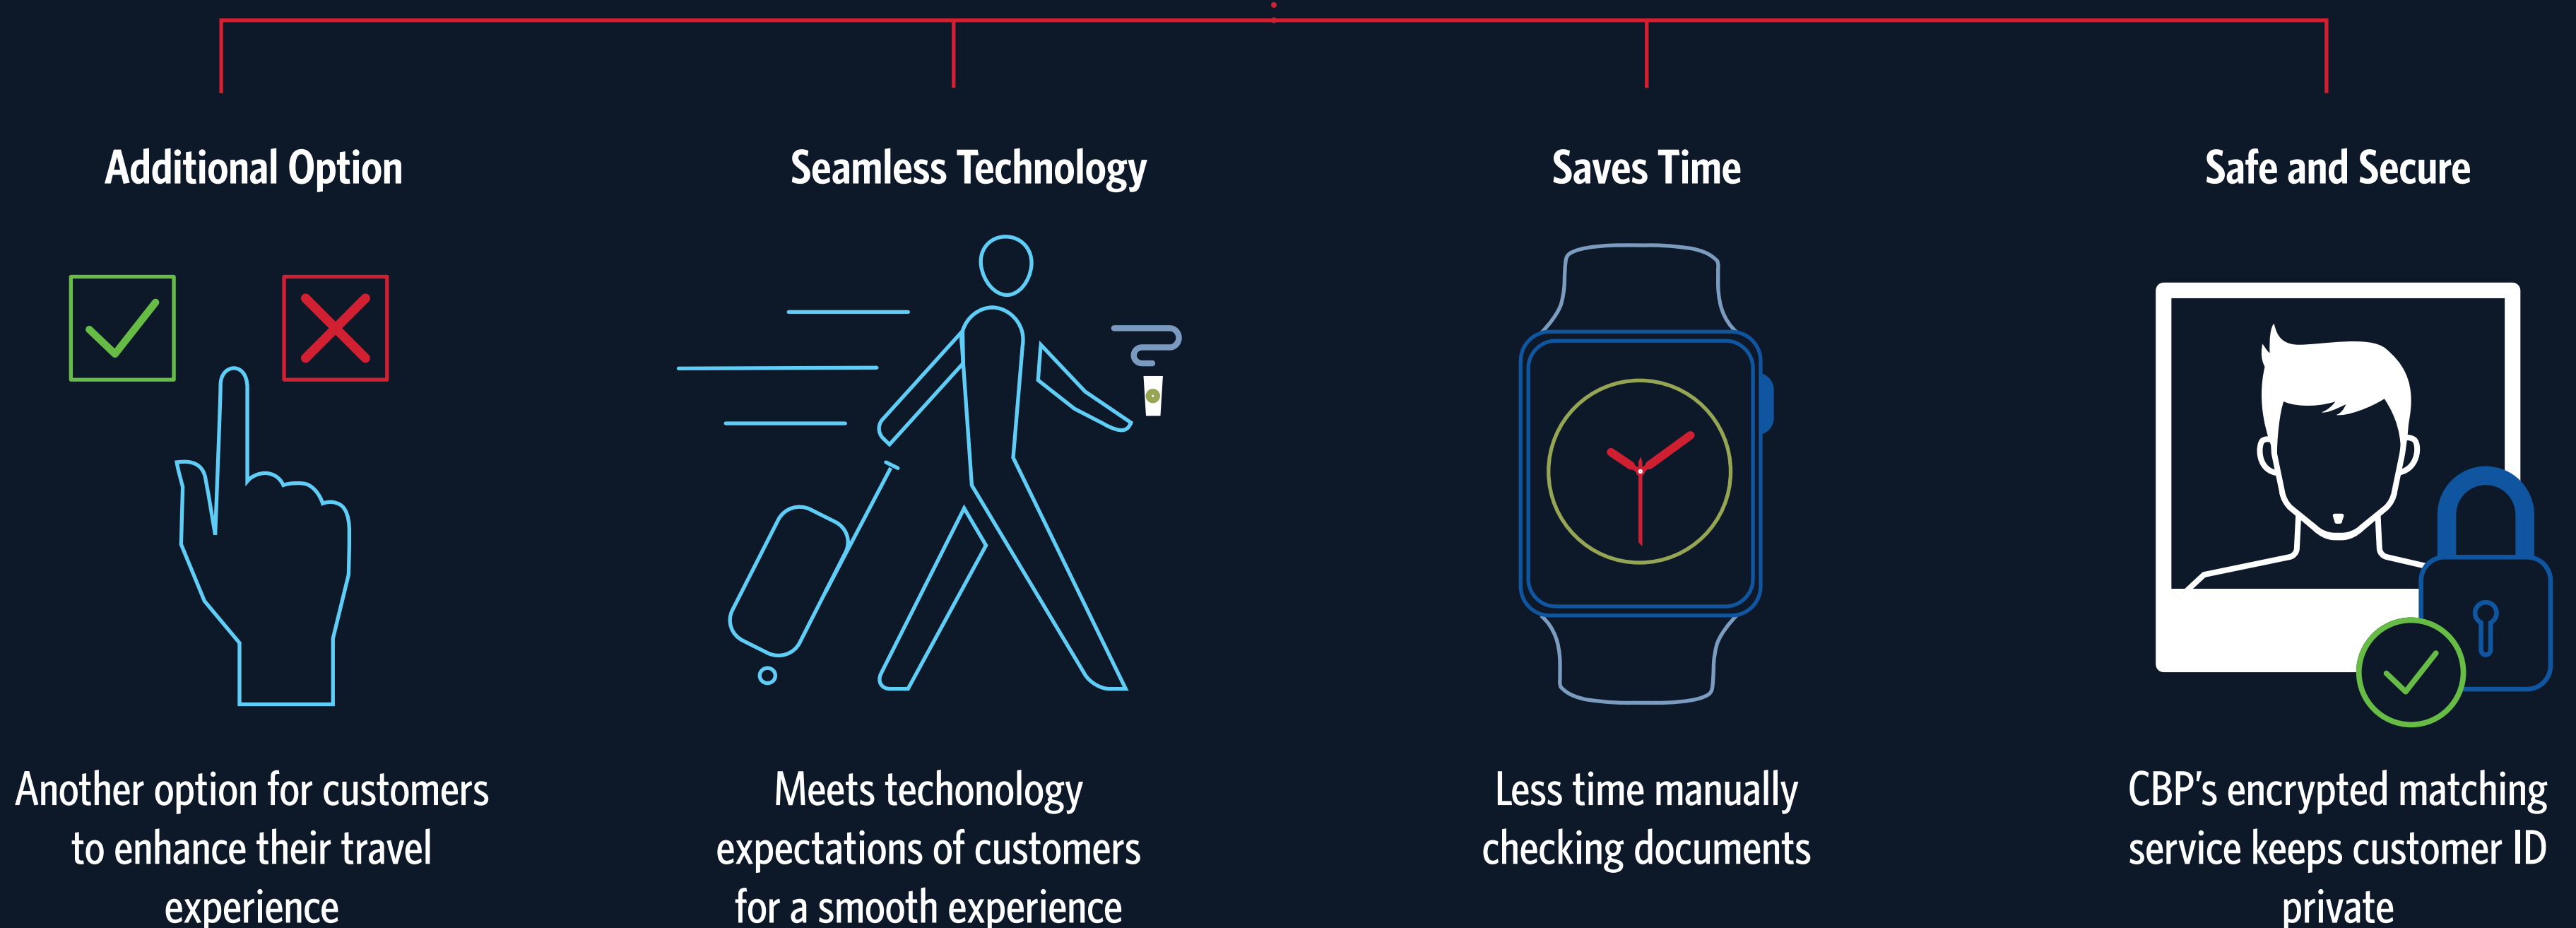 Additional Option
Another option for customers
to enhance their travel
experience
Seamless Technology
Meets techonology
expectations of customers
for a smooth experience
Saves Time
Less time manually
checking documents
Safe and Secure
CBP's encrypted matching
service keeps customer ID
private